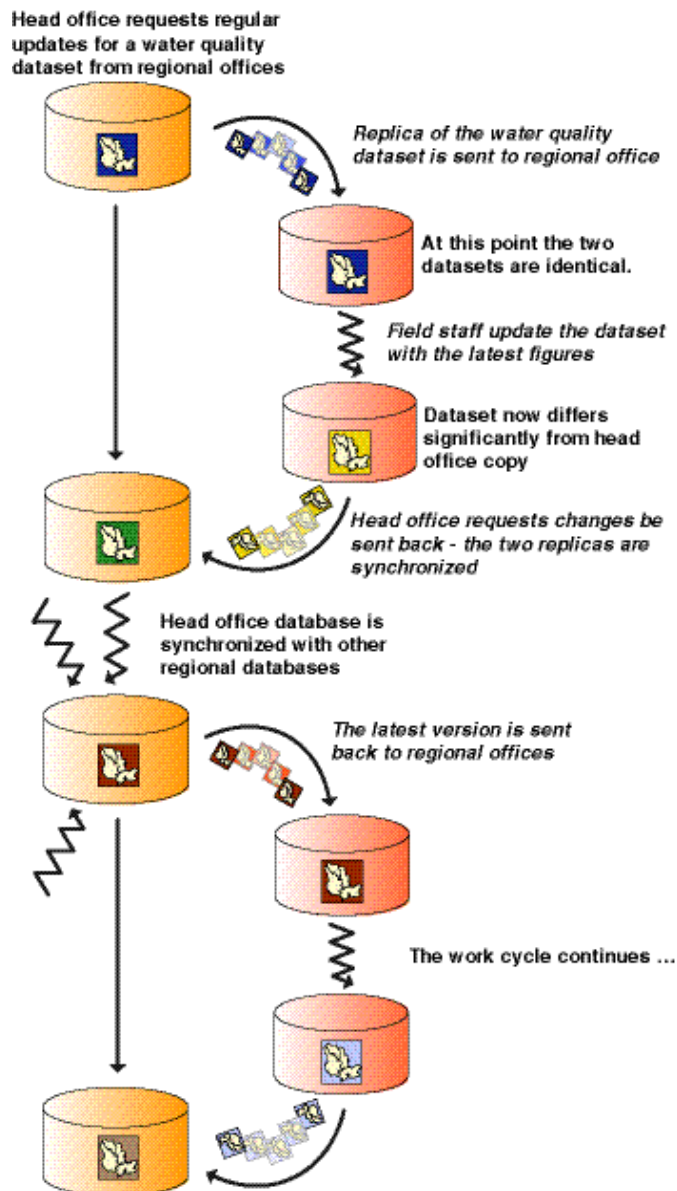 Head office requests regular
updates for a water quality
dataset from regional offices
Replica of the water quality
dataset is sent to regional office
At this point the two
datasets are identical.
Field staff update the dataset
with the latest figures
Dataset now differs
significantly from head
office copy
Head office requests changes be
sent back - the two replicas are
synchronized
Head office database is
synchronized with other
regional databases
The latest version is sent
back to regional offices
The work cycle continues ...